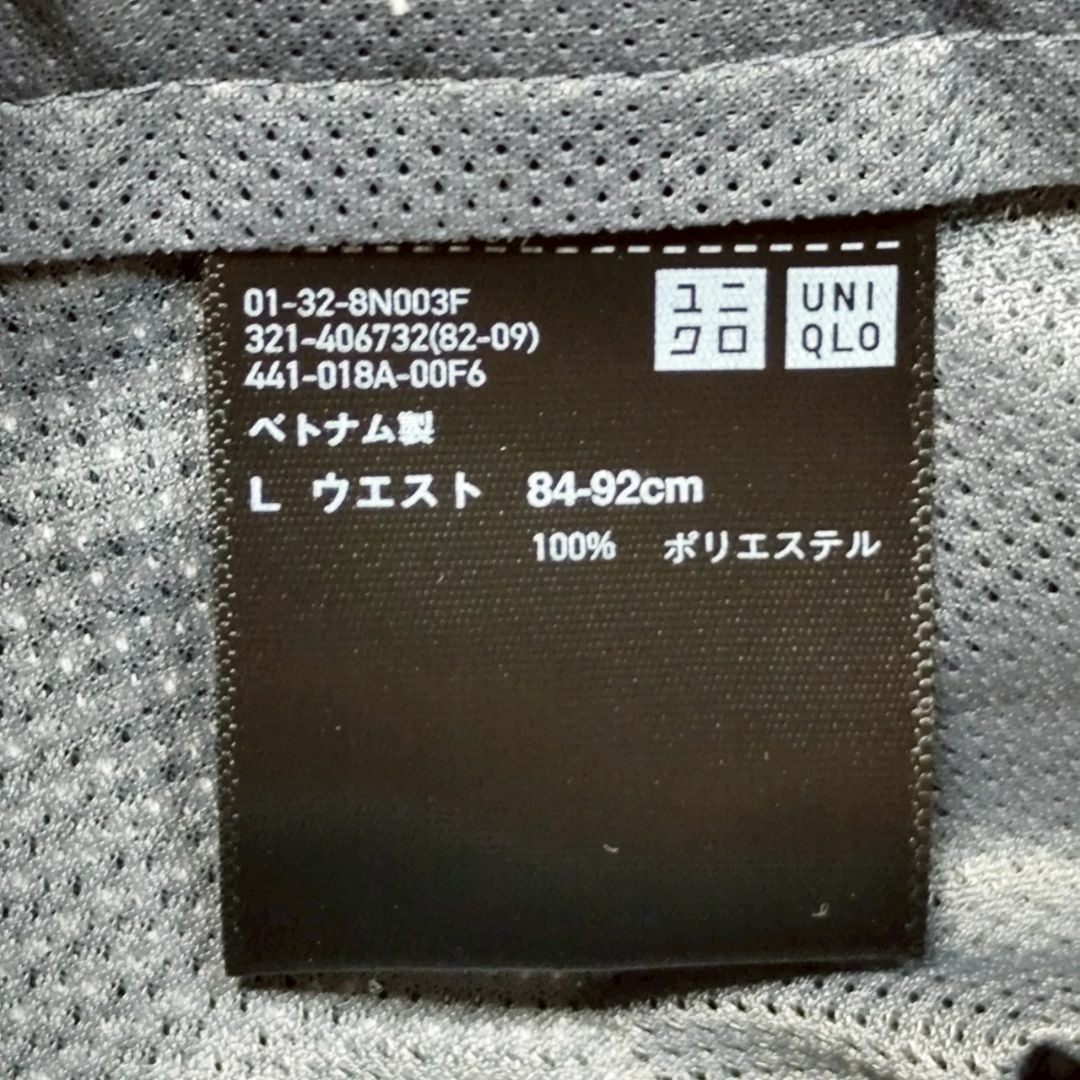 01-32-8N003F
321-406732(82-09)
441-018A-00F6
ユニ
クロ
UNI
QLO
ベトナム製
L ウエスト 84-92cm
100% ポリエステル